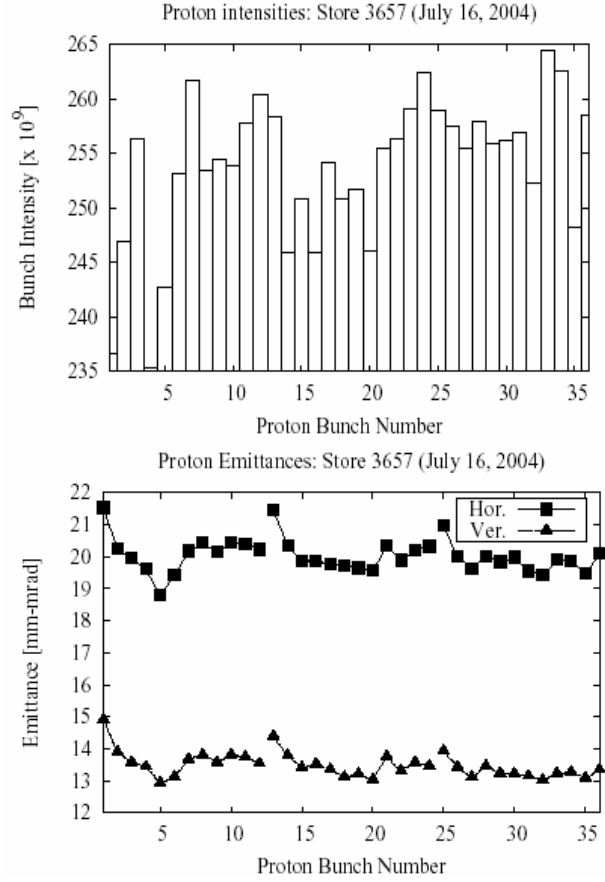 Proton intensities: Store 3657 (July 16, 2004)
265
260
255
250
245
240
235
Bunch Intensity [x 10^9]
5 10 15 20 25 30 35
Proton Bunch Number
Proton Emittances: Store 3657 (July 16, 2004)
22
21
20
19
18
17
16
15
14
13
12
Emittance [mm-mrad]
Hor.
Ver.
5 10 15 20 25 30 35
Proton Bunch Number